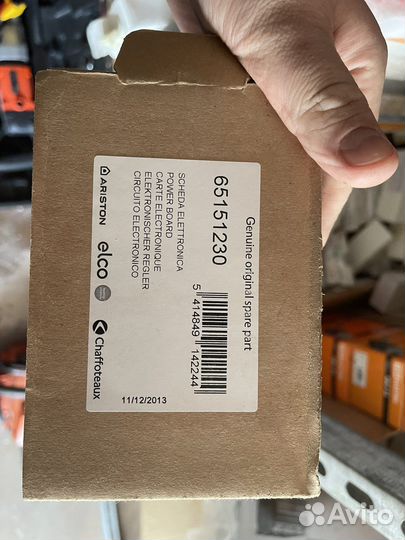 Genuine original spare part
65151230
5 414849 142244
SCHEDA ELETTRONICA
POWER BOARD
CARTE ELECTRONIQUE
ELEKTRONISCHER REGLER
CIRCUITO ELECTRONICO
ARISTON
elco
Chaffoteaux
11/12/2013
Avito